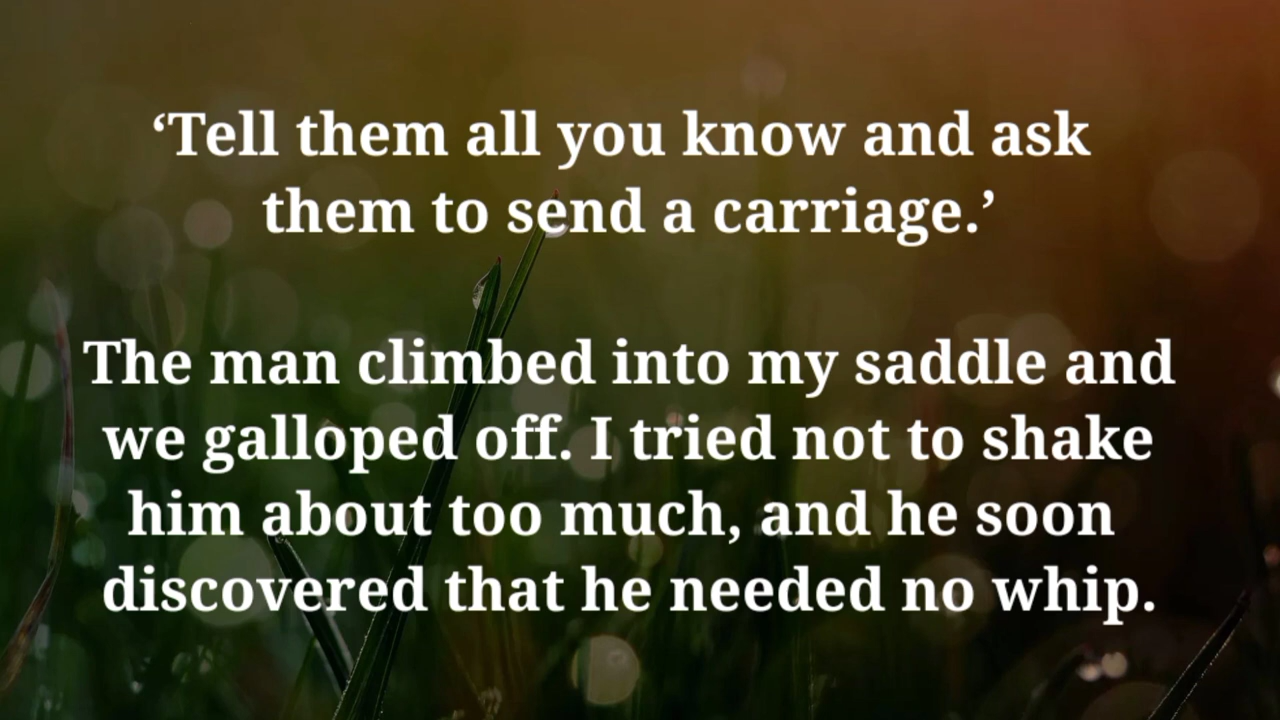 ‘Tell them all you know and ask
them to send a carriage.’
The man climbed into my saddle and
we galloped off. I tried not to shake
him about too much, and he soon
discovered that he needed no whip.